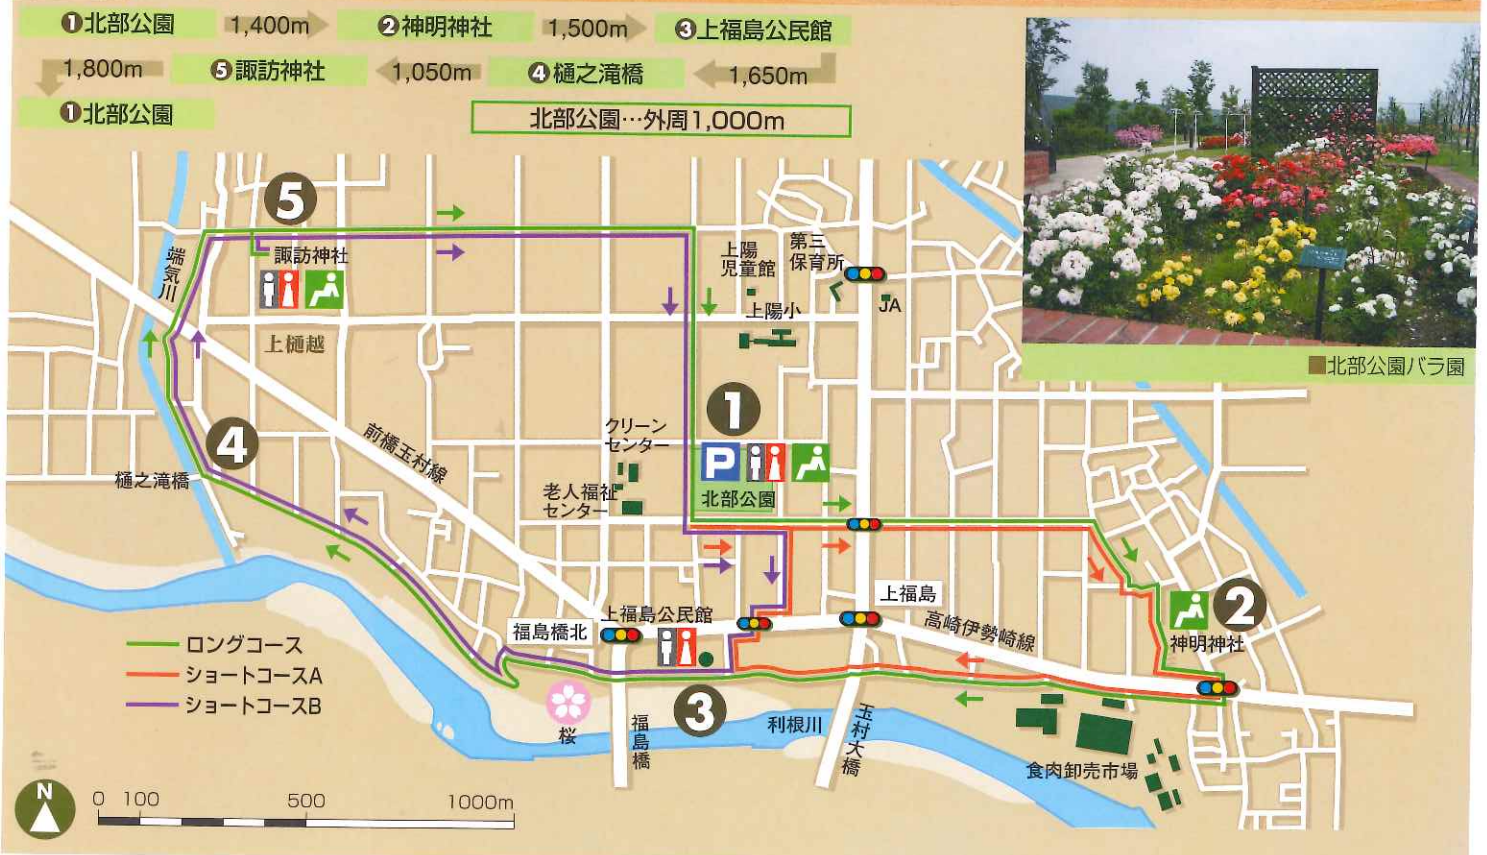 ❶北部公園 1,400m ❷神明神社 1,500m ❸上福島公民館
1,800m ❺諏訪神社 1,050m ❹樋之滝橋 1,650m
❶北部公園
北部公園…外周1,000m
■北部公園バラ園
5
諏訪神社
端気川
上樋越
上陽
児童館
第三
保育所
上陽小
JA
4
樋之滝橋
前橋玉村線
クリーン
センター
老人福祉
センター
1
P
北部公園
2
神明神社
上福島
高崎伊勢崎線
上福島公民館
福島橋北
3
桜
福島橋
利根川
玉村大橋
食肉卸売市場
ロングコース
ショートコースA
ショートコースB
N
0 100 500 1000m